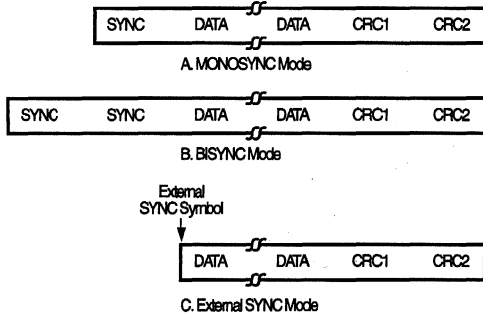 SYNC DATA DATA CRC1 CRC2
A. MONOSYNC Mode
SYNC SYNC DATA DATA CRC1 CRC2
B. BISYNC Mode
External
SYNC Symbol
DATA DATA CRC1 CRC2
C. External SYNC Mode